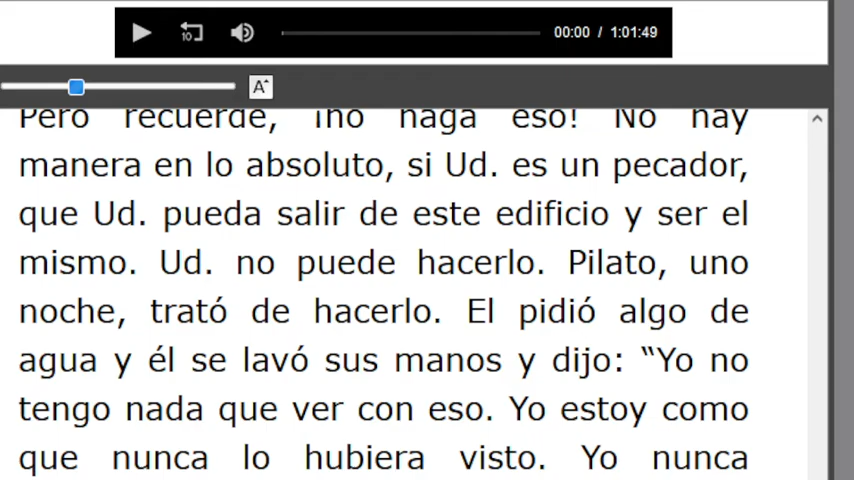 10
00:00 / 1:01:49
A
Pero recuerde, ¡no haga eso! No hay
manera en lo absoluto, si Ud. es un pecador,
que Ud. pueda salir de este edificio y ser el
mismo. Ud. no puede hacerlo. Pilato, uno
noche, trató de hacerlo. El pidió algo de
agua y él se lavó sus manos y dijo: “Yo no
tengo nada que ver con eso. Yo estoy como
que nunca lo hubiera visto. Yo nunca